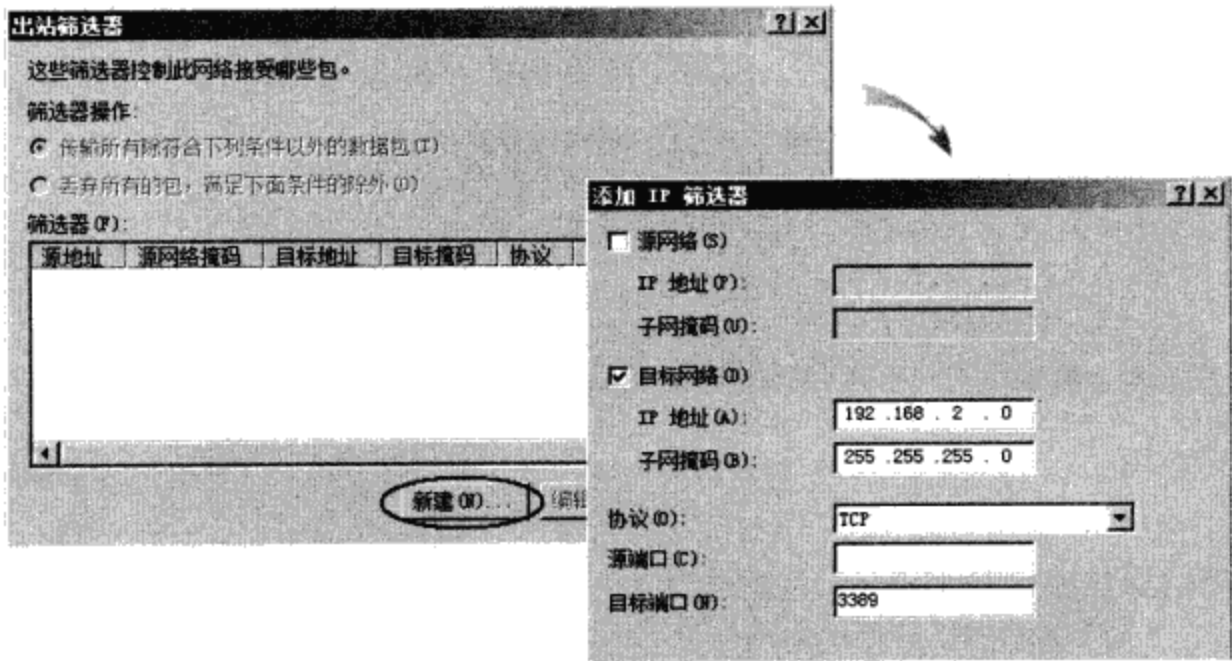 出站筛选器
这些筛选器控制此网络接受哪些包。
筛选器操作:
传输所有除符合下列条件以外的数据包(T)
丢弃所有的包，满足下面条件的除外(O)
筛选器(F):
源地址 源网络掩码 目标地址 目标掩码 协议
新建(N)... 编辑
添加 IP 筛选器
源网络(S)
IP 地址(P):
子网掩码(U):
目标网络(D)
IP 地址(A): 192 .168 . 2 . 0
子网掩码(B): 255 .255 .255 . 0
协议(O): TCP
源端口(C):
目标端口(N): 3389